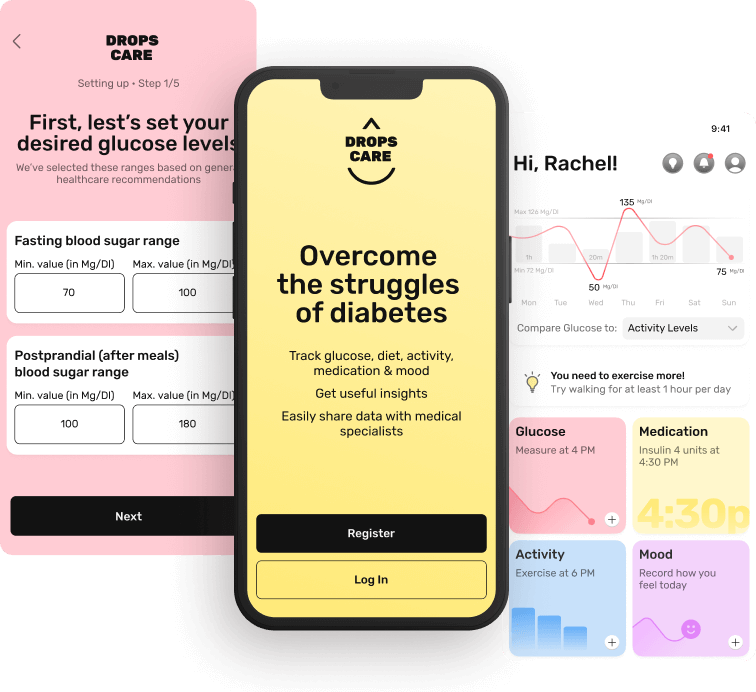 DROPS
CARE
Setting up • Step 1/5
First, lest's set your
desired glucose levels
We've selected these ranges based on
healthcare recommendations
Fasting blood sugar range
Min. value (in Mg/Dl)
Max. value (in Mg/Dl)
70
100
Postprandial (after meals)
blood sugar range
Min. value (in Mg/Dl)
Max. value (in Mg/Dl)
100
180
Next
DROPS
CARE
Overcome
the struggles
of diabetes
Track glucose, diet, activity,
medication & mood
Get useful insights
Easily share data with medical
specialists
Register
Log In
9:41
Hi, Rachel!
135 Mg/Dl
Max 126 Mg/Dl
1h
20m
1h 20m
Min.72 Mg/Dl
75 Mg/Dl
50 Mg/Dl
Mon
Tue
Wed
Thu
Fri
Sat
Sun
Compare Glucose to:
Activity Levels
You need to exercise more!
Try walking for at least 1 hour per day
Glucose
Measure at 4 PM
Medication
Insulin 4 units at
4:30 PM
4:30p
Activity
Exercise at 6 PM
Mood
Record how you
feel today